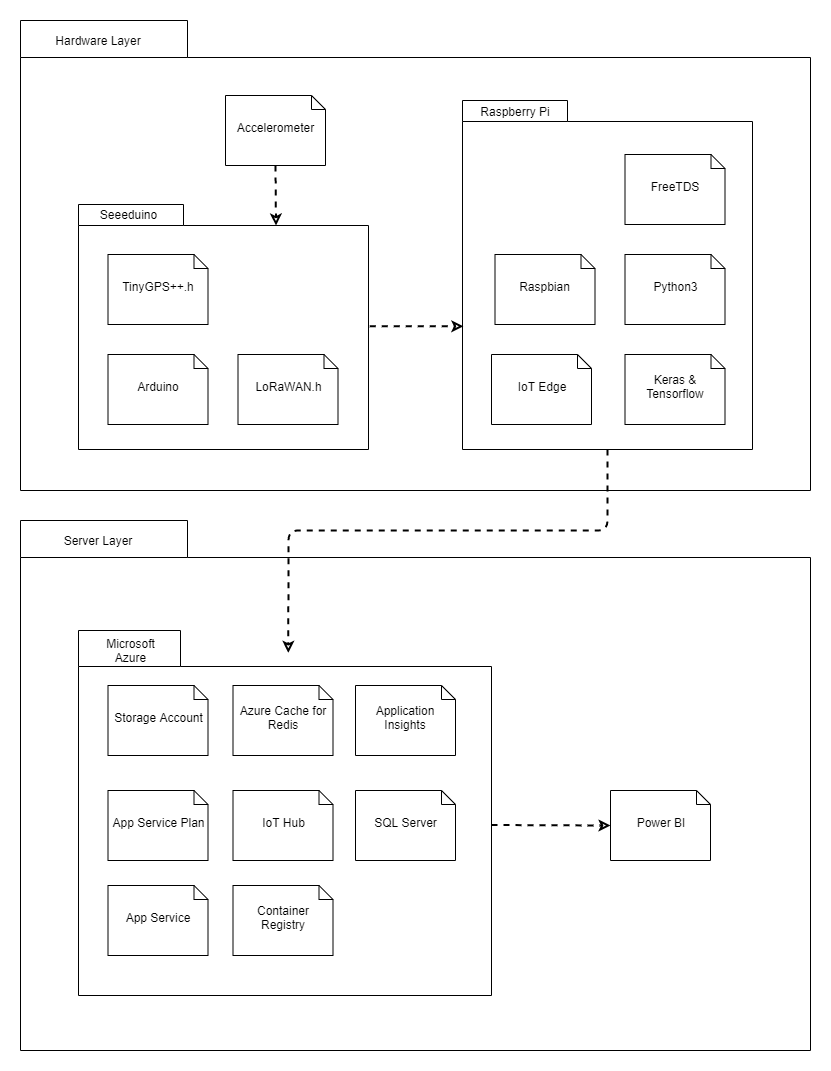 Hardware Layer
Accelerometer
Raspberry Pi
FreeTDS
Seeeduino
TinyGPS++.h
Raspbian
Python3
Arduino
LoRaWAN.h
IoT Edge
Keras &
Tensorflow
Server Layer
Microsoft
Azure
Storage Account
Azure Cache for
Redis
Application
Insights
App Service Plan
IoT Hub
SQL Server
Power BI
App Service
Container
Registry